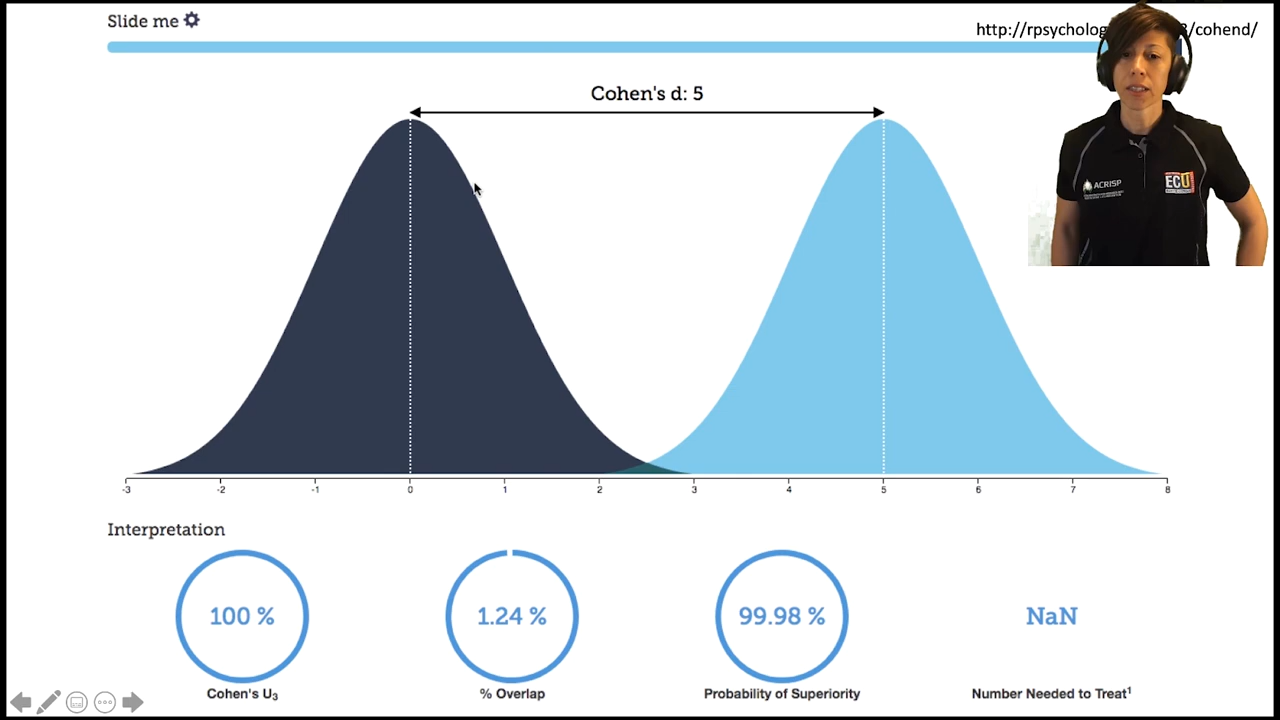 Slide me
http://rpsycholog /cohend/
Cohen's d: 5
ACRISP
ECU
-3 -2 -1 0 1 2 3 4 5 6 7 8
Interpretation
100 % 1.24 % 99.98 % NaN
Cohen's U3 % Overlap Probability of Superiority Number Needed to Treat1